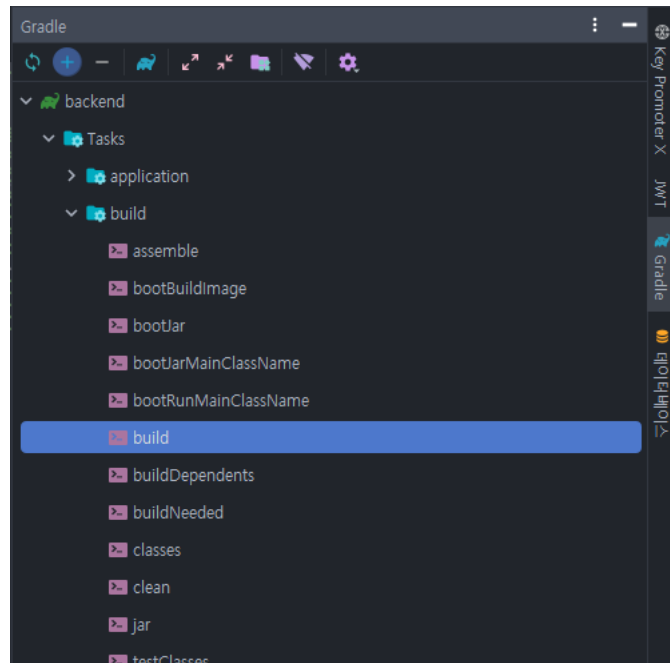 Gradle
backend
Tasks
application
build
assemble
bootBuildImage
bootJar
bootJarMainClassName
bootRunMainClassName
build
buildDependents
buildNeeded
classes
clean
jar
testClasses
Key Promoter X
JWT
Gradle
데이터베이스